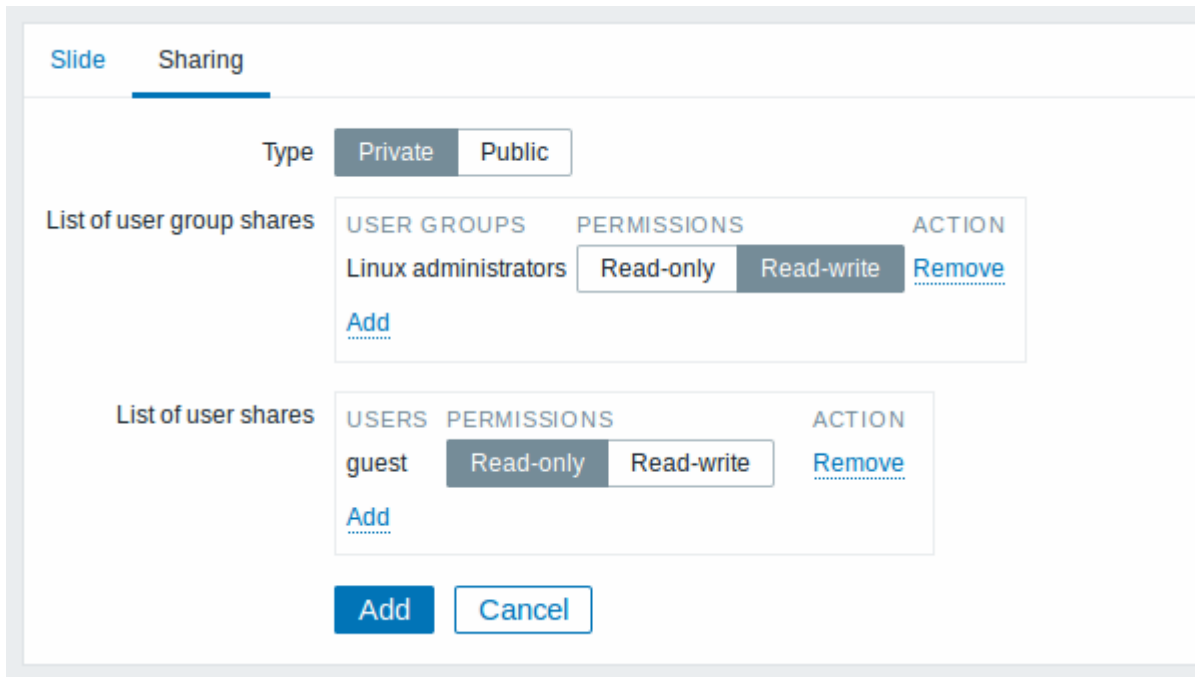 Slide Sharing
Type Private Public
List of user group shares USER GROUPS PERMISSIONS ACTION
Linux administrators Read-only Read-write Remove
Add
List of user shares USERS PERMISSIONS ACTION
guest Read-only Read-write Remove
Add
Add Cancel